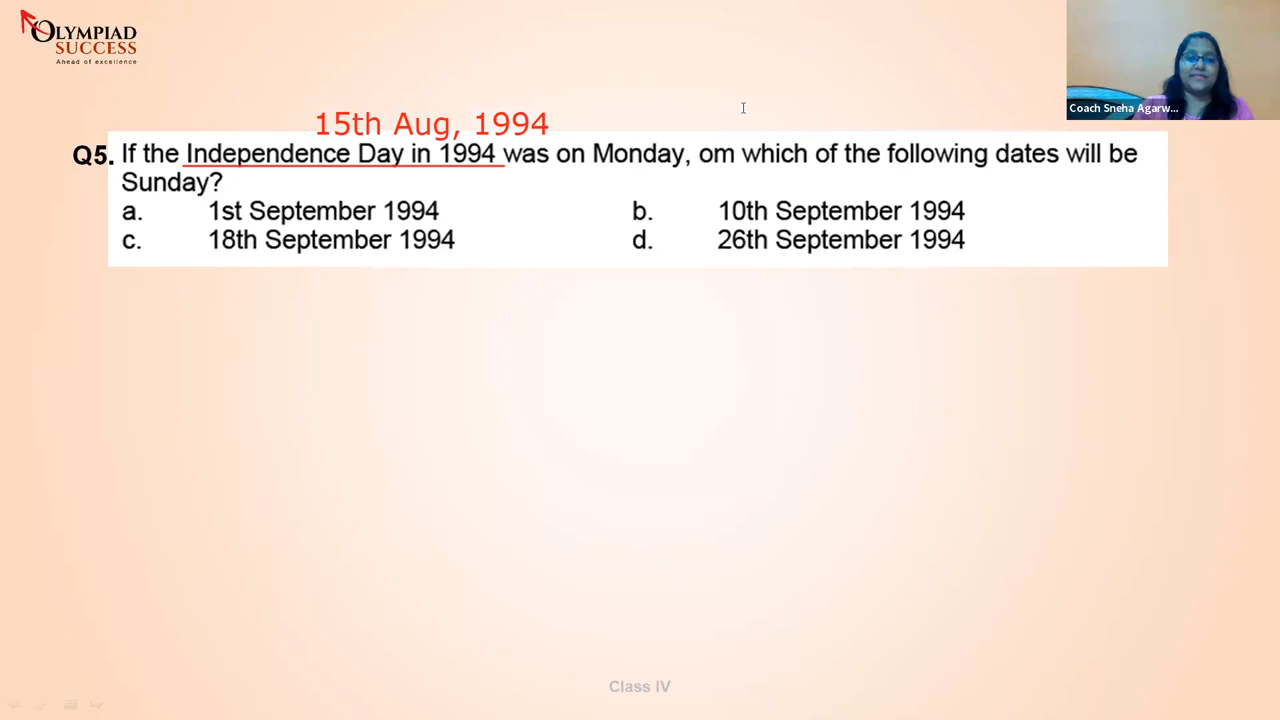 OLYMPIAD
SUCCESS
Ahead of excellence
Coach Sneha Agarw...
15th Aug, 1994
Q5. If the Independence Day in 1994 was on Monday, om which of the following dates will be
Sunday?
a. 1st September 1994 b. 10th September 1994
c. 18th September 1994 d. 26th September 1994
Class IV